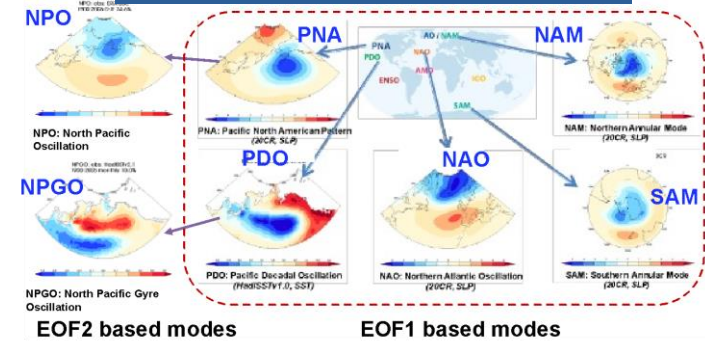 NPO
PNA
NAM
NPO: North Pacific
Oscillation
PNA: Pacific North American Pattern
(20CR, SLP)
AO / NAM
PNA
NAO
PDO
AMO
ENSO
IOD
SAM
NAM: Northern Annular Mode
(20CR, SLP)
NPGO
PDO
NAO
SAM
NPGO: North Pacific Gyre
Oscillation
PDO: Pacific Decadal Oscillation
(HadISSTv1.0, SST)
NAO: Northern Atlantic Oscillation
(20CR, SLP)
SAM: Southern Annular Mode
(20CR, SLP)
EOF2 based modes
EOF1 based modes